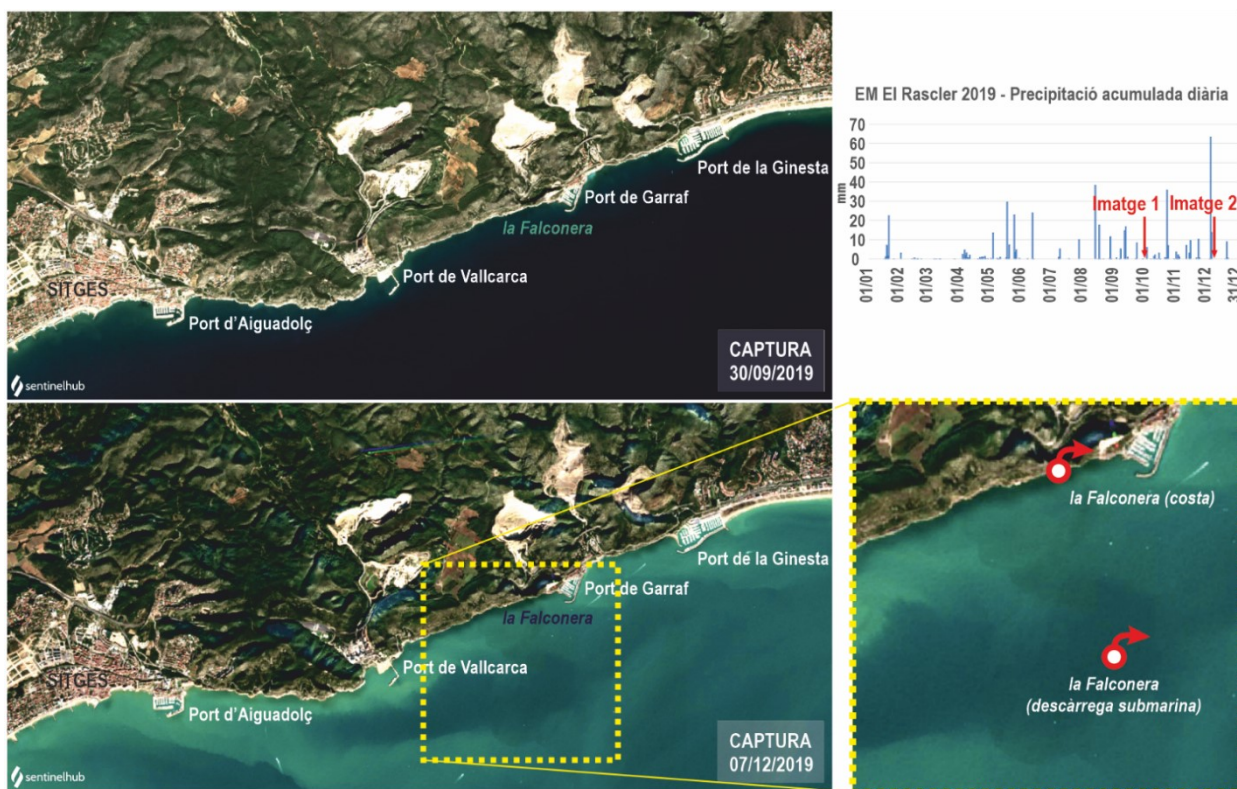 Port de la Ginesta
Port de Garraf
la Falconera
Port de Vallcarca
SITGES
Port d'Aiguadolç
CAPTURA
30/09/2019
sentinelhub
EM El Rascler 2019 - Precipitació acumulada diària
70
60
50
40
30
20
10
0
mm
Imatge 1
Imatge 2
01/01
01/02
01/03
01/04
01/05
01/06
01/07
01/08
01/09
01/10
01/11
01/12
31/12
Port de la Ginesta
Port de Garraf
la Falconera
Port de Vallcarca
SITGES
Port d'Aiguadolç
CAPTURA
07/12/2019
sentinelhub
la Falconera (costa)
la Falconera
(descàrrega submarina)